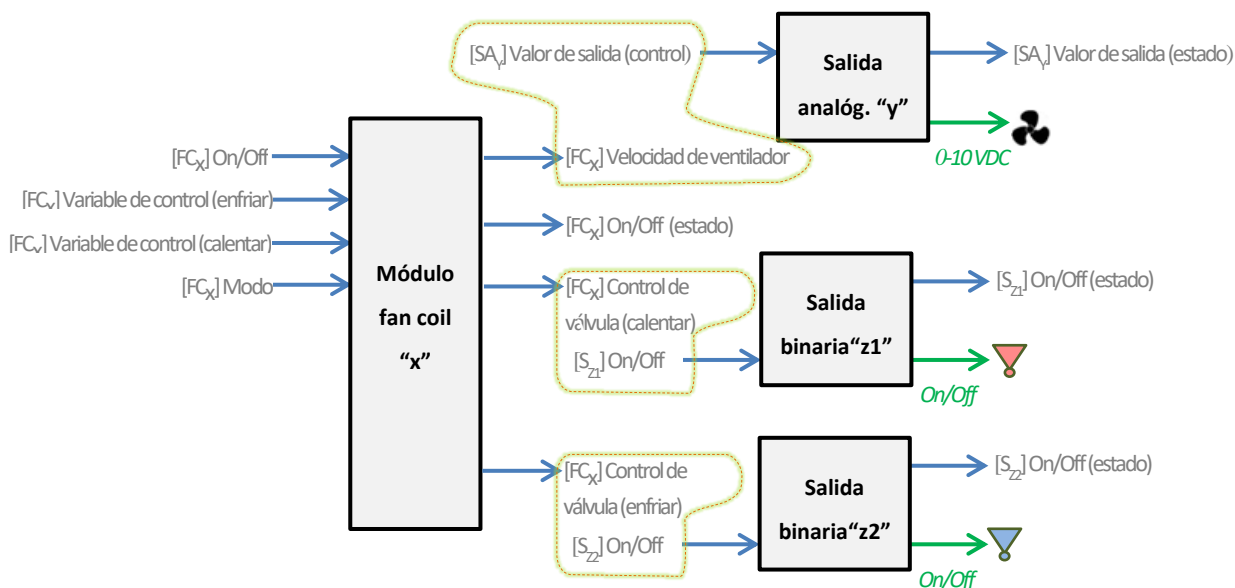 [SAy] Valor de salida (control)
Salida
analóg. “y”
[SAy] Valor de salida (estado)
0-10 VDC
[FCx] On/Off
[FCx] Variable de control (enfriar)
[FCx] Variable de control (calentar)
[FCx] Modo
Módulo
fan coil
“x”
[FCx] Velocidad de ventilador
[FCx] On/Off (estado)
[FCx] Control de
válvula (calentar)
[SZ1] On/Off
Salida
binaria“z1”
[SZ1] On/Off (estado)
On/Off
[FCx] Control de
válvula (enfriar)
[SZ2] On/Off
Salida
binaria“z2”
[SZ2] On/Off (estado)
On/Off